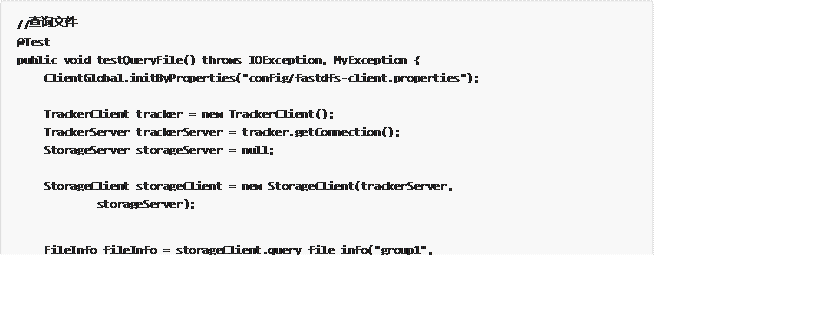 //查询文件
@Test
public void testQueryFile() throws IOException, MyException {
    ClientGlobal.initByProperties("config/fastdfs-client.properties");
    TrackerClient tracker = new TrackerClient();
    TrackerServer trackerServer = tracker.getConnection();
    StorageServer storageServer = null;
    StorageClient storageClient = new StorageClient(trackerServer,
            storageServer);
    FileInfo fileInfo = storageClient.query_file_info("group1",